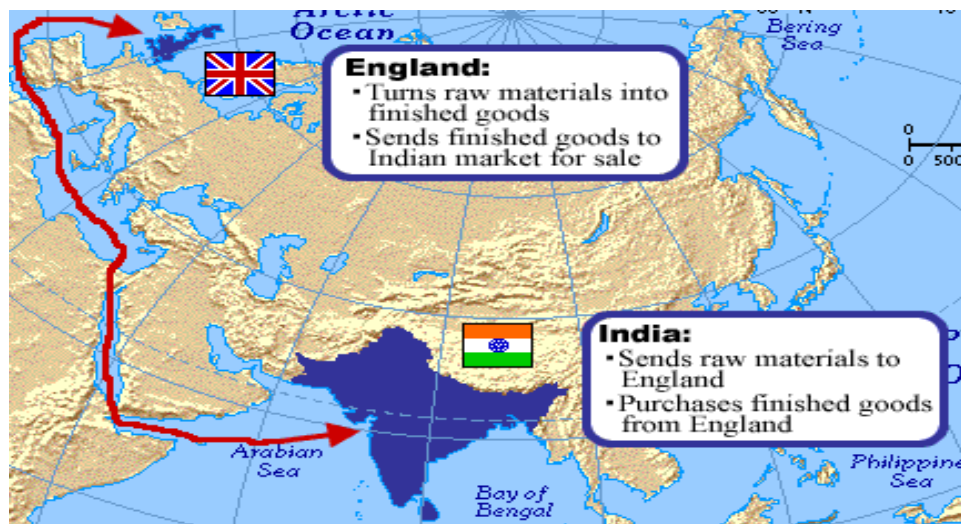 Arctic
Ocean
Bering
Sea
England:
· Turns raw materials into
finished goods
· Sends finished goods to
Indian market for sale
0
0 500
India:
· Sends raw materials to
England
· Purchases finished goods
from England
Arabian
Sea
Bay of
Bengal
Philippine
Sea